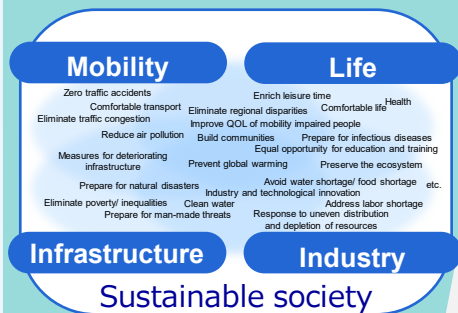 Mobility
Life
Zero traffic accidents
Enrich leisure time
Comfortable transport
Eliminate regional disparities
Comfortable life
Health
Eliminate traffic congestion
Improve QOL of mobility impaired people
Reduce air pollution
Build communities
Prepare for infectious diseases
Equal opportunity for education and training
Measures for deteriorating
infrastructure
Prevent global warming
Preserve the ecosystem
Prepare for natural disasters
Avoid water shortage/ food shortage
etc.
Industry and technological innovation
Eliminate poverty/ inequalities
Clean water
Address labor shortage
Prepare for man-made threats
Response to uneven distribution
and depletion of resources
Infrastructure
Industry
Sustainable society